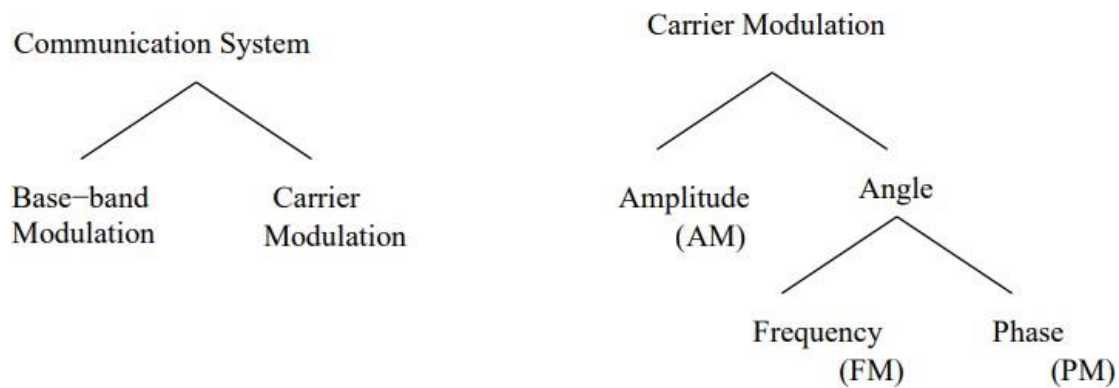 Communication System
Base−band
Modulation
Carrier
Modulation
Carrier Modulation
Amplitude
(AM)
Angle
Frequency
(FM)
Phase
(PM)